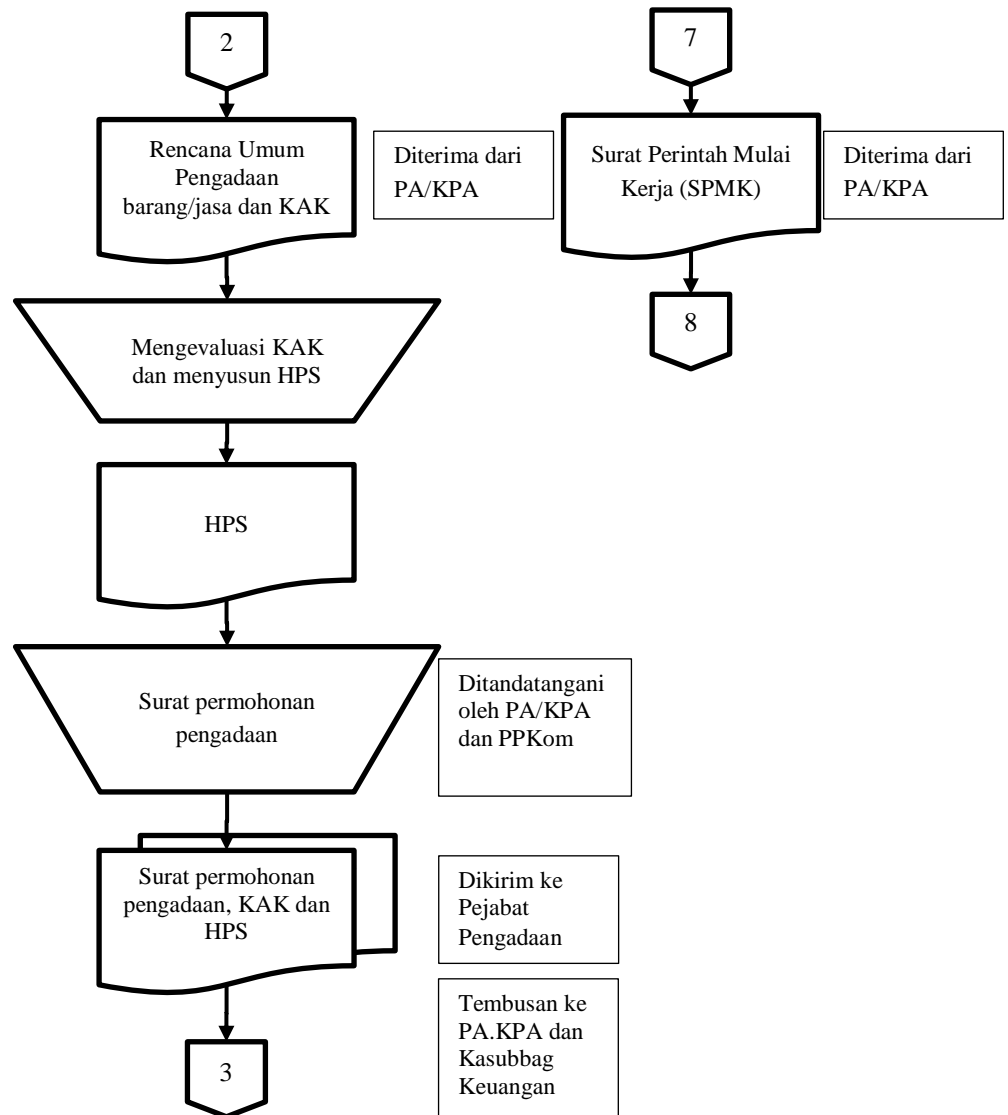 2
Rencana Umum
Pengadaan
barang/jasa dan KAK
Diterima dari
PA/KPA
Mengevaluasi KAK
dan menyusun HPS
HPS
Surat permohonan
pengadaan
Ditandatangani
oleh PA/KPA
dan PPKom
Surat permohonan
pengadaan, KAK dan
HPS
Dikirim ke
Pejabat
Pengadaan
Tembusan ke
PA.KPA dan
Kasubbag
Keuangan
3
7
Surat Perintah Mulai
Kerja (SPMK)
Diterima dari
PA/KPA
8